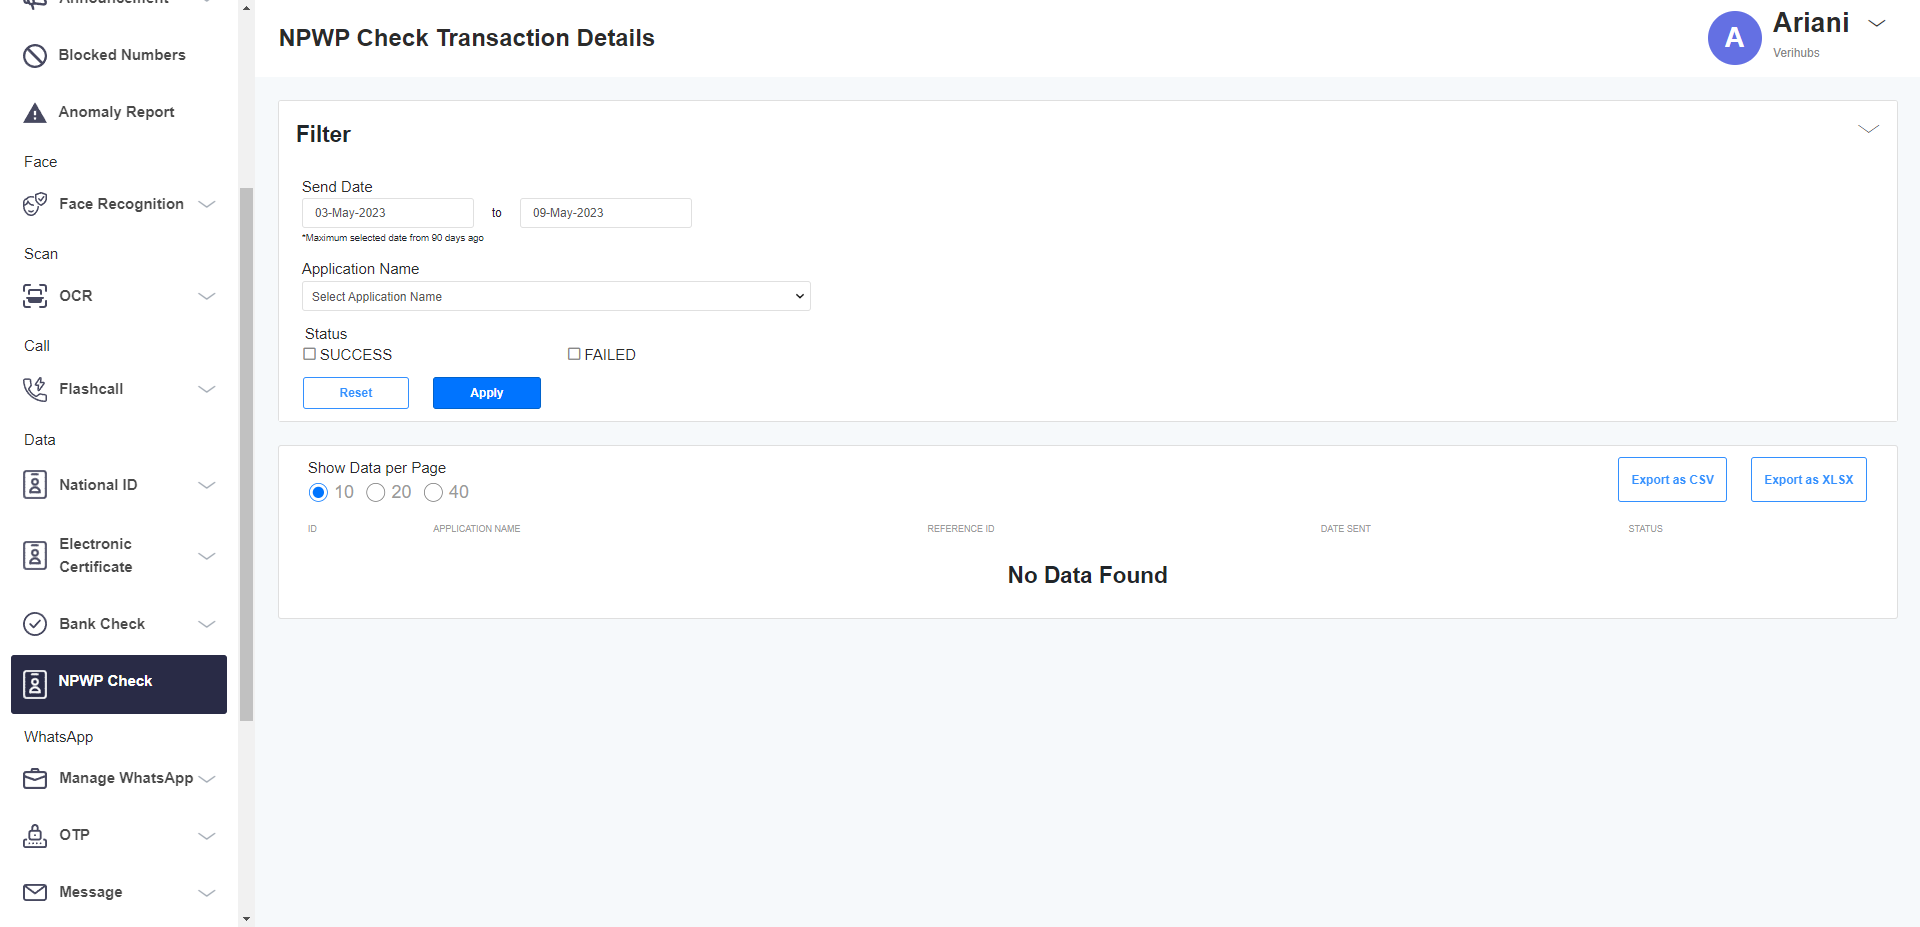 Announcement
Blocked Numbers
Anomaly Report
Face
Face Recognition
Scan
OCR
Call
Flashcall
Data
National ID
Electronic
Certificate
Bank Check
NPWP Check
WhatsApp
Manage WhatsApp
OTP
Message
NPWP Check Transaction Details
A
Ariani
Verihubs
Filter
Send Date
03-May-2023 to 09-May-2023
*Maximum selected date from 90 days ago
Application Name
Select Application Name
Status
SUCCESS FAILED
Reset Apply
Show Data per Page
10 20 40
Export as CSV Export as XLSX
ID APPLICATION NAME REFERENCE ID DATE SENT STATUS
No Data Found